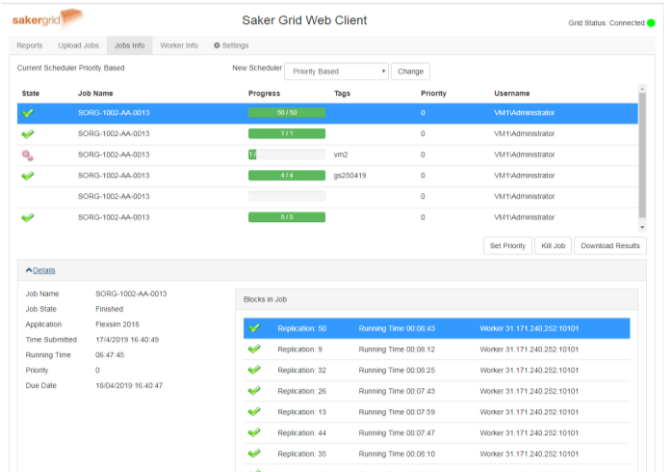 sakergrid
Saker Grid Web Client
Grid Status: Connected
Reports Upload Jobs Jobs Info Worker Info Settings
Current Scheduler Priority Based New Scheduler Priority Based Change
State Job Name Progress Tags Priority Username
SORG-1002-AA-0013 50 / 50 0 VM1\Administrator
SORG-1002-AA-0013 1 / 1 0 VM1\Administrator
SORG-1002-AA-0013 1 / vm2 0 VM1\Administrator
SORG-1002-AA-0013 4 / 4 gs250419 0 VM1\Administrator
SORG-1002-AA-0013 0 VM1\Administrator
SORG-1002-AA-0013 5 / 5 0 VM1\Administrator
Set Priority Kill Job Download Results
Details
Job Name SORG-1002-AA-0013
Job State Finished
Application Flexsim 2018
Time Submitted 17/4/2019 16:40:49
Running Time 06:47:45
Priority 0
Due Date 18/04/2019 16:40:47
Blocks in Job
Replication: 50 Running Time 00:08:43 Worker 31.171.240.252:10101
Replication: 9 Running Time 00:08:12 Worker 31.171.240.252:10101
Replication: 32 Running Time 00:08:25 Worker 31.171.240.252:10101
Replication: 26 Running Time 00:07:43 Worker 31.171.240.252:10101
Replication: 13 Running Time 00:07:59 Worker 31.171.240.252:10101
Replication: 44 Running Time 00:07:47 Worker 31.171.240.252:10101
Replication: 35 Running Time 00:08:10 Worker 31.171.240.252:10101